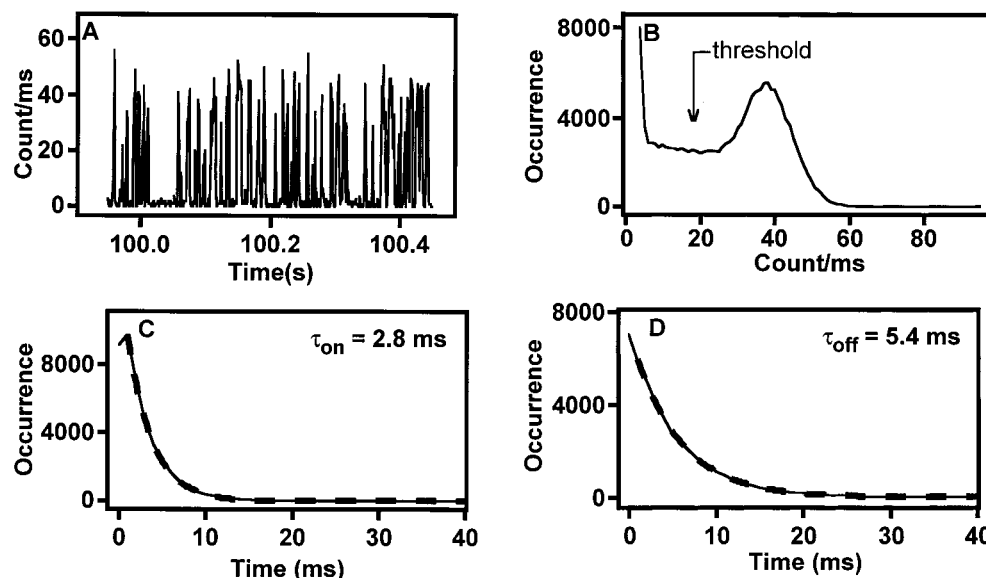 A
60
40
20
0
Count/ms
100.0 100.2 100.4
Time(s)
B
threshold
8000
4000
0
Occurrence
0 20 40 60 80
Count/ms
C
τon = 2.8 ms
8000
4000
0
Occurrence
0 10 20 30 40
Time (ms)
D
τoff = 5.4 ms
8000
4000
0
Occurrence
0 10 20 30 40
Time (ms)